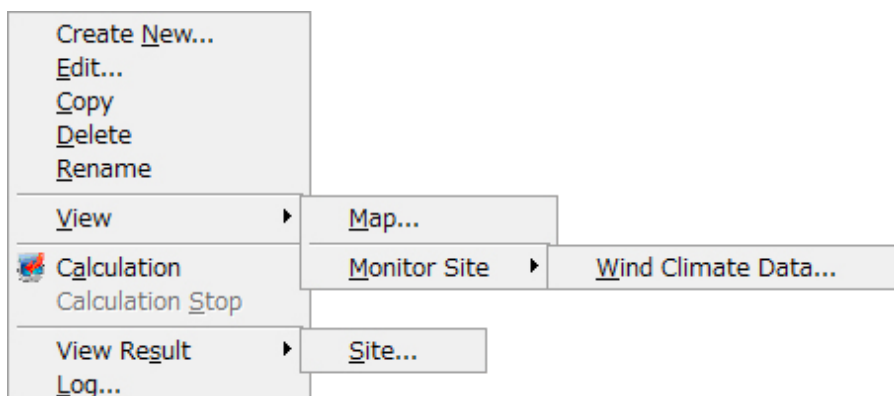 Create New...
Edit...
Copy
Delete
Rename
View
Map...
Monitor Site
Wind Climate Data...
Calculation
Calculation Stop
View Result
Site...
Log...